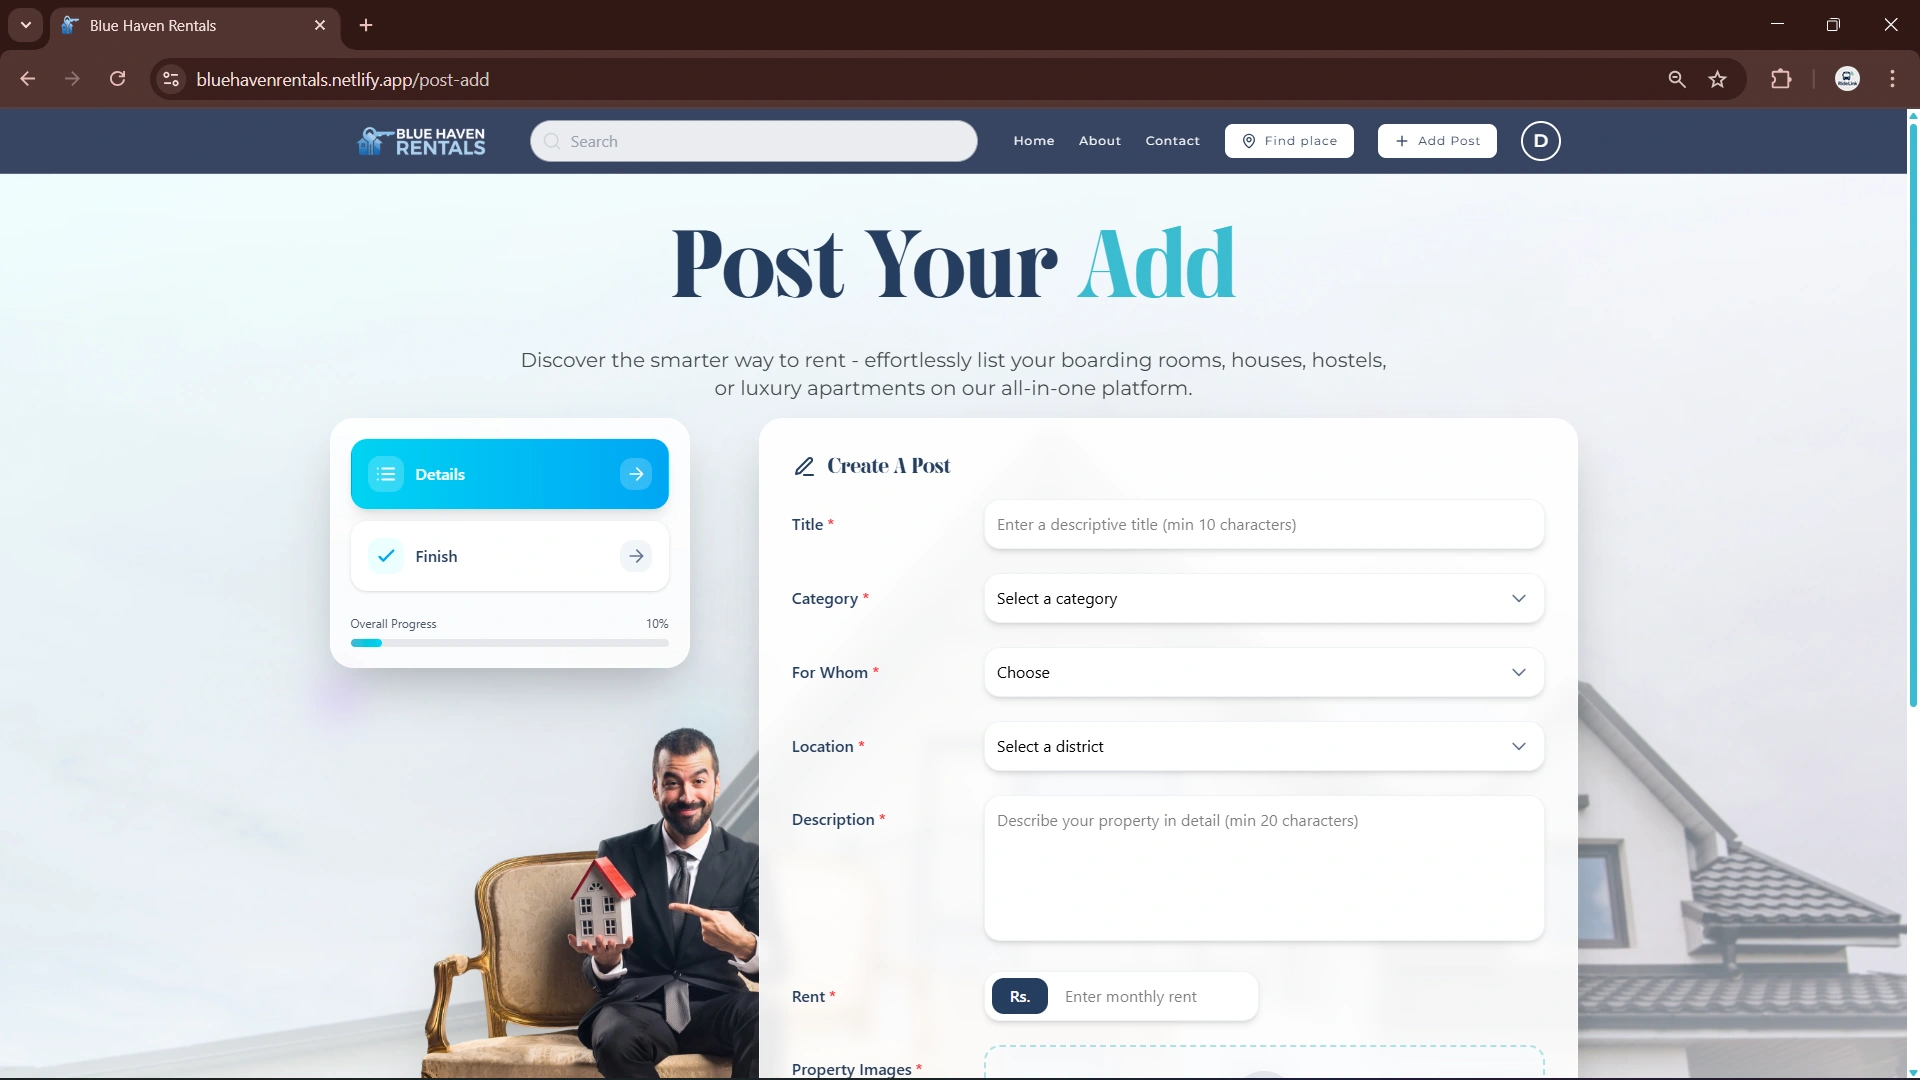 Blue Haven Rentals
bluehavenrentals.netlify.app/post-add
BLUE HAVEN
RENTALS
Search
Home
About
Contact
Find place
Add Post
D
Post Your Add
Discover the smarter way to rent - effortlessly list your boarding rooms, houses, hostels,
or luxury apartments on our all-in-one platform.
Details
Finish
Overall Progress
10%
Create A Post
Title *
Enter a descriptive title (min 10 characters)
Category *
Select a category
For Whom *
Choose
Location *
Select a district
Description *
Describe your property in detail (min 20 characters)
Rent *
Rs.
Enter monthly rent
Property Images *